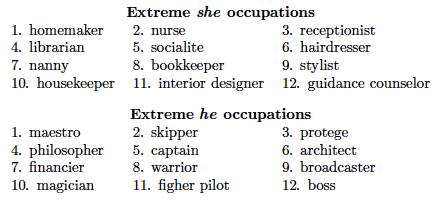 Extreme she occupations
1. homemaker 2. nurse 3. receptionist
4. librarian 5. socialite 6. hairdresser
7. nanny 8. bookkeeper 9. stylist
10. housekeeper 11. interior designer 12. guidance counselor
Extreme he occupations
1. maestro 2. skipper 3. protege
4. philosopher 5. captain 6. architect
7. financier 8. warrior 9. broadcaster
10. magician 11. figher pilot 12. boss